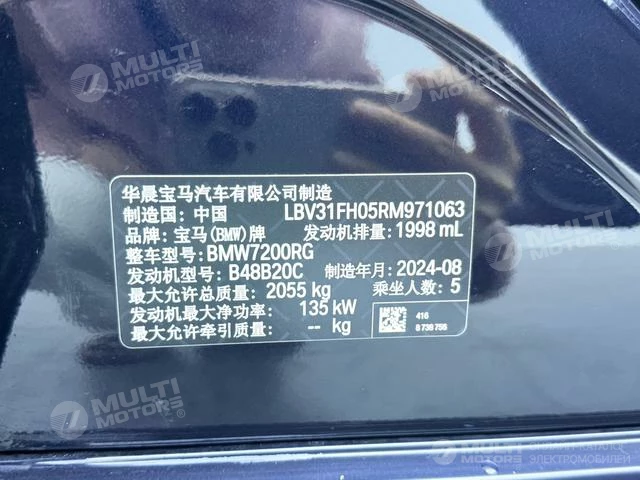 MULTI
MOTORS
MULTI
MOTORS
华晨宝马汽车有限公司制造
制造国: 中国 LBV31FH05RM971063
品牌: 宝马(BMW)牌 发动机排量: 1998 mL
整车型号: BMW7200RG
发动机型号: B48B20C 制造年月: 2024-08
最大允许总质量: 2055 kg 乘坐人数: 5
发动机最大净功率: 135 kW
最大允许牵引质量: -- kg
416
8 738 756
MULTI
MOTORS
MULTI
MOTORS
ЭЛЕКТРОМОБИЛЕЙ